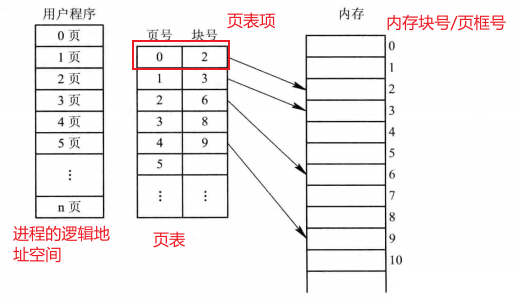 用户程序
0 页
1 页
2 页
3 页
4 页
5 页
⋮
n 页
进程的逻辑地
址空间
页表项
页号 块号
0 2
1 3
2 6
3 8
4 9
5
⋮ ⋮
页表
内存
内存块号/页框号
0
1
2
3
4
5
6
7
8
9
10